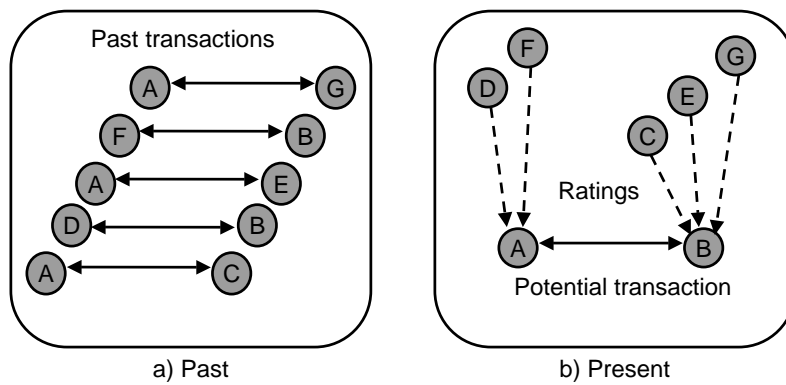 Past transactions
A G
F B
A E
D B
A C
a) Past
F
G
D
E
C
Ratings
A B
Potential transaction
b) Present